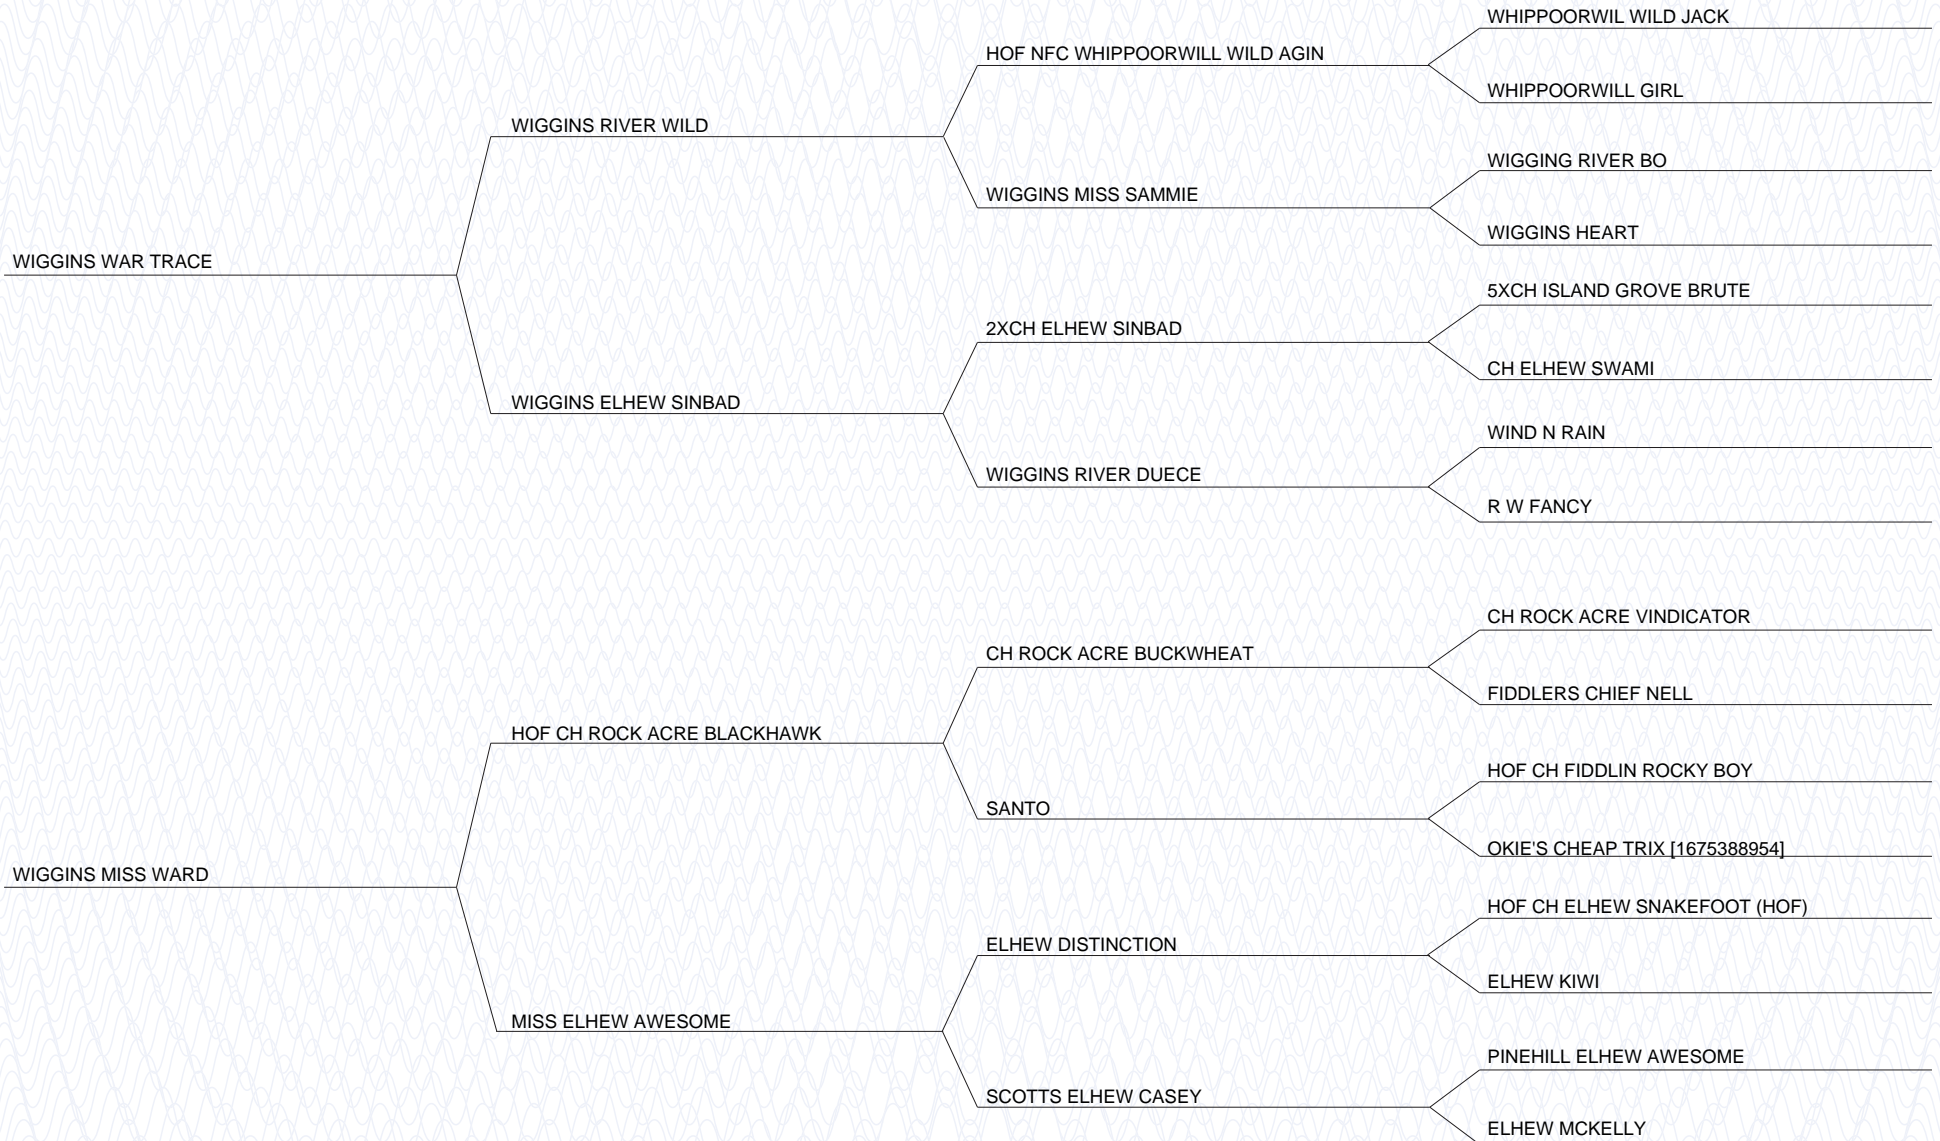 WHIPPOORWIL WILD JACK
HOF NFC WHIPPOORWILL WILD AGIN
WHIPPOORWILL GIRL
WIGGINS RIVER WILD
WIGGING RIVER BO
WIGGINS MISS SAMMIE
WIGGINS HEART
WIGGINS WAR TRACE
5XCH ISLAND GROVE BRUTE
2XCH ELHEW SINBAD
CH ELHEW SWAMI
WIGGINS ELHEW SINBAD
WIND N RAIN
WIGGINS RIVER DUECE
R W FANCY
CH ROCK ACRE VINDICATOR
CH ROCK ACRE BUCKWHEAT
FIDDLERS CHIEF NELL
HOF CH ROCK ACRE BLACKHAWK
HOF CH FIDDLIN ROCKY BOY
SANTO
OKIE'S CHEAP TRIX [1675388954]
WIGGINS MISS WARD
HOF CH ELHEW SNAKEFOOT (HOF)
ELHEW DISTINCTION
ELHEW KIWI
MISS ELHEW AWESOME
PINEHILL ELHEW AWESOME
SCOTTS ELHEW CASEY
ELHEW MCKELLY